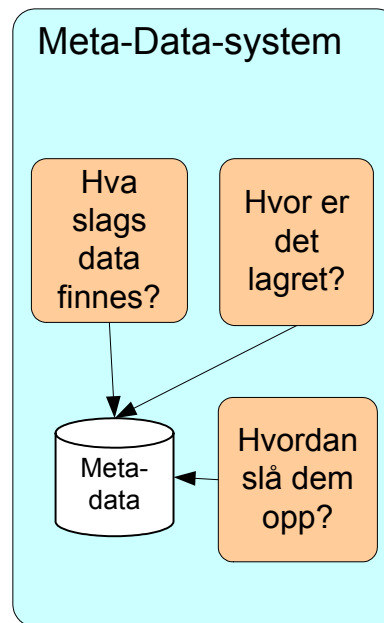 Meta-Data-system
Hva
slags
data
finnes?
Hvor er
det
lagret?
Meta-
data
Hvordan
slå dem
opp?